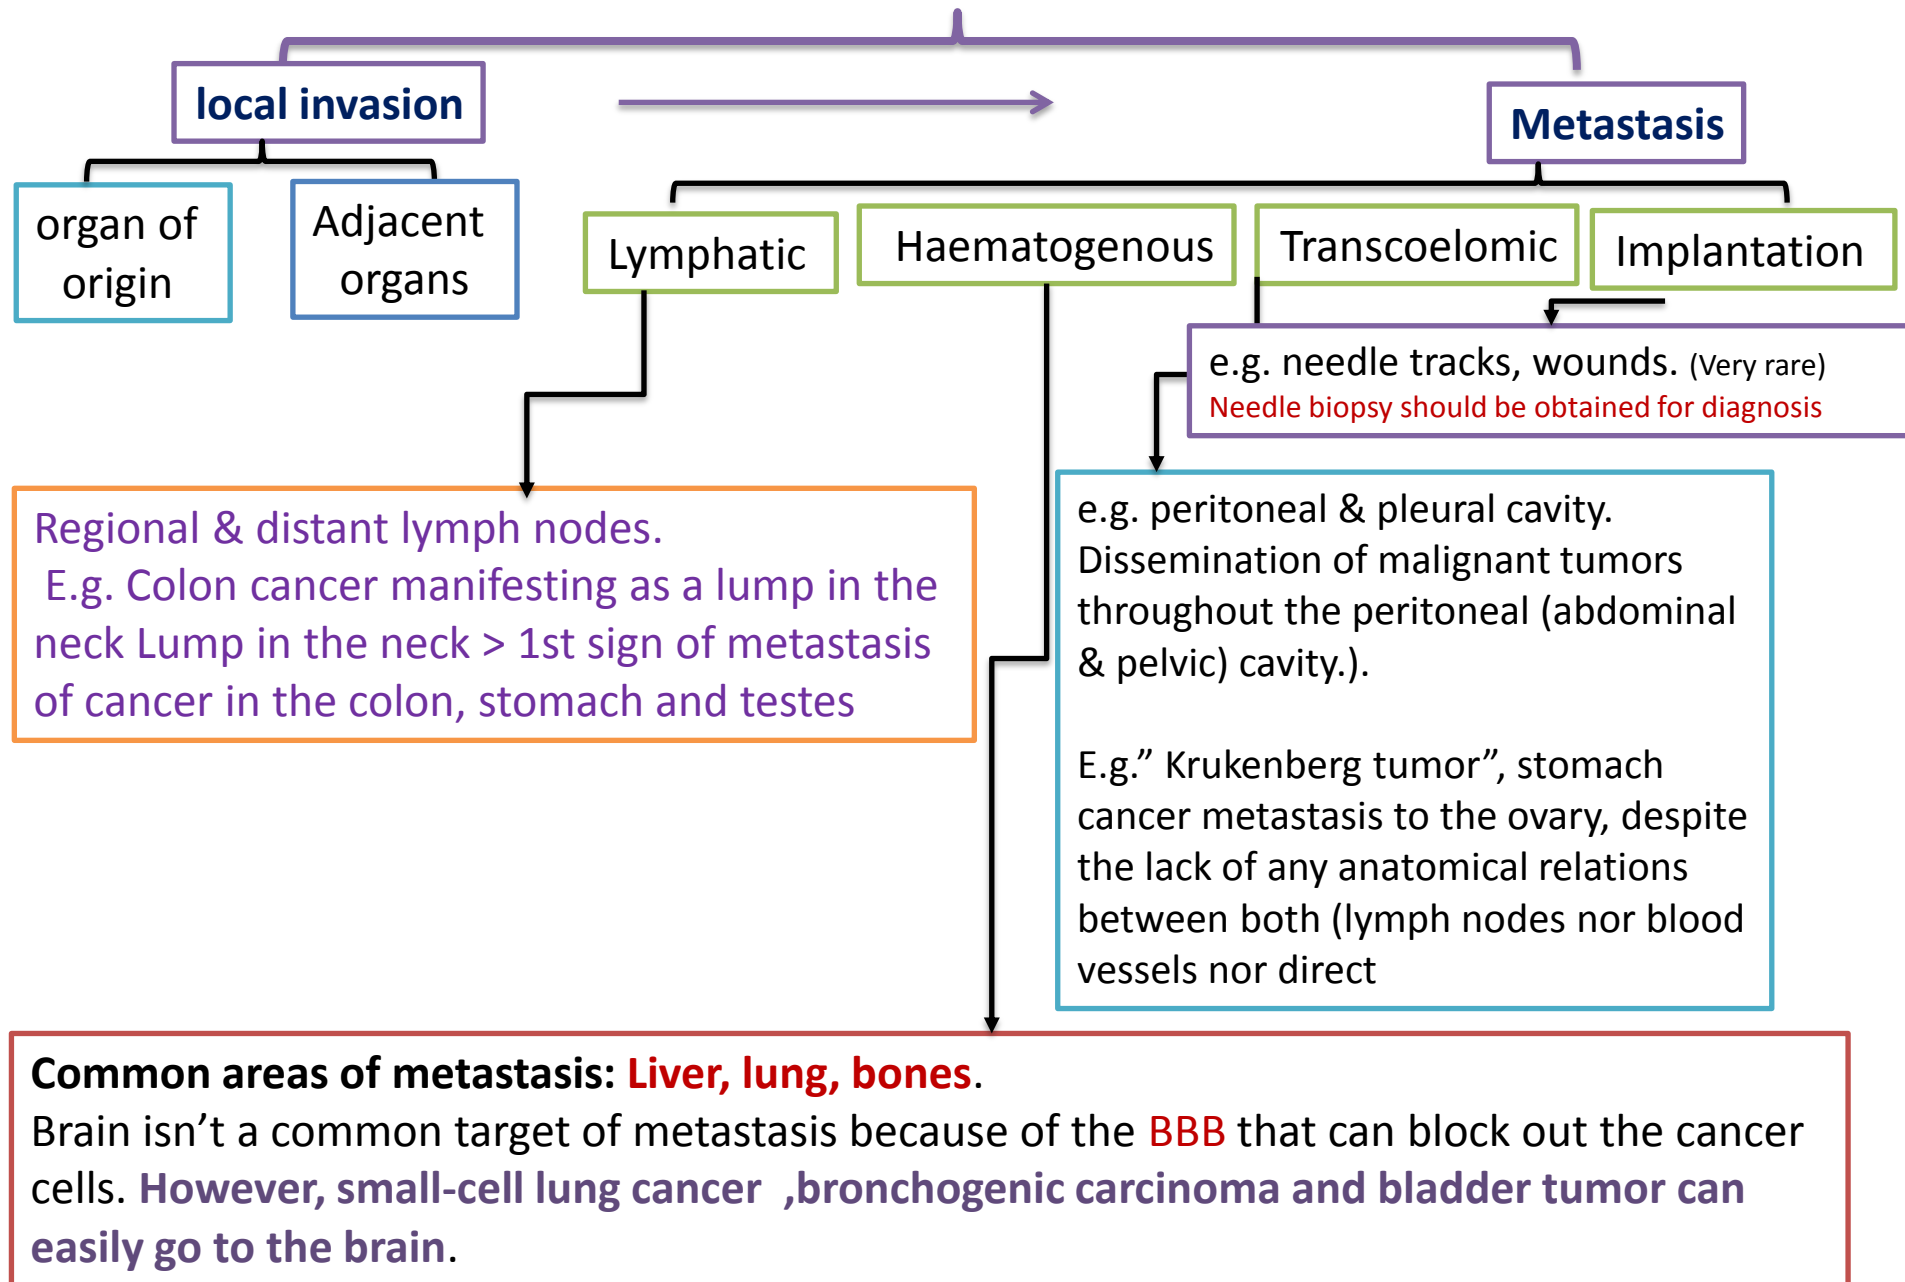 local invasion
Metastasis
organ of
origin
Adjacent
organs
Lymphatic
Haematogenous
Transcoelomic
Implantation
e.g. needle tracks, wounds. (Very rare)
Needle biopsy should be obtained for diagnosis
Regional & distant lymph nodes.
E.g. Colon cancer manifesting as a lump in the
neck Lump in the neck > 1st sign of metastasis
of cancer in the colon, stomach and testes
e.g. peritoneal & pleural cavity.
Dissemination of malignant tumors
throughout the peritoneal (abdominal
& pelvic) cavity.).
E.g.” Krukenberg tumor”, stomach
cancer metastasis to the ovary, despite
the lack of any anatomical relations
between both (lymph nodes nor blood
vessels nor direct
Common areas of metastasis: Liver, lung, bones.
Brain isn’t a common target of metastasis because of the BBB that can block out the cancer
cells. However, small-cell lung cancer ,bronchogenic carcinoma and bladder tumor can
easily go to the brain.